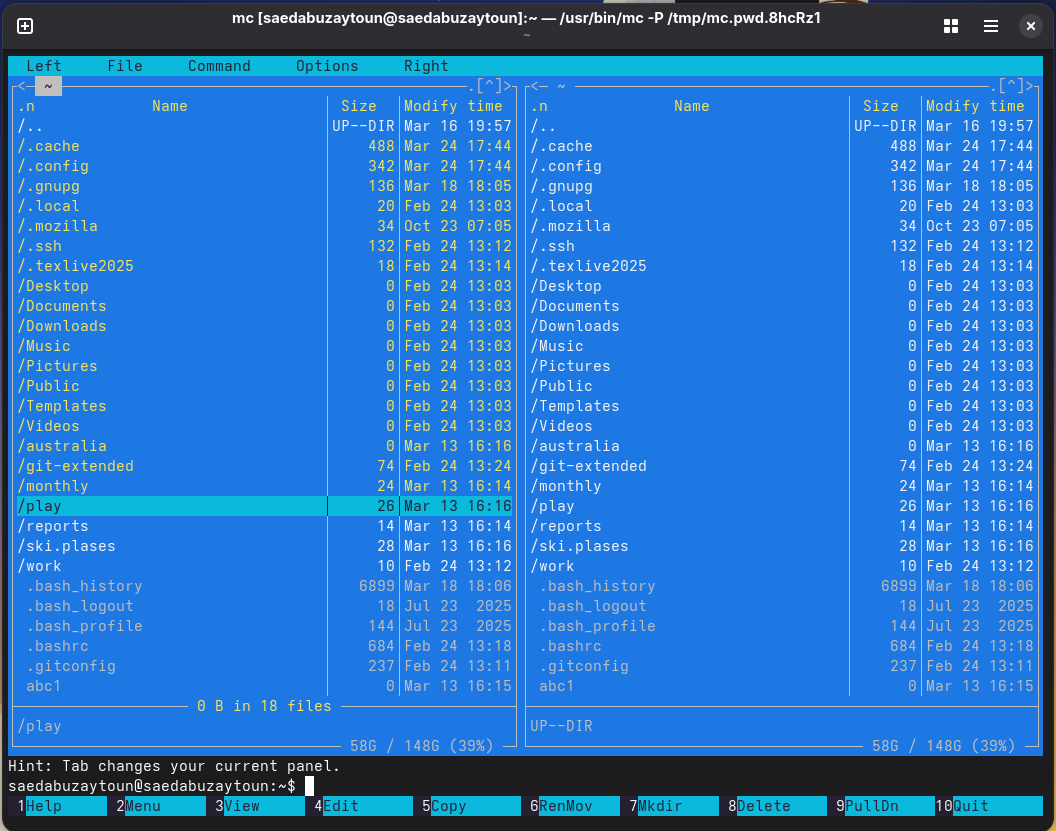 mc [saedabuzaytoun@saedabuzaytoun]:~ — /usr/bin/mc -P /tmp/mc.pwd.8hcRz1
~
Left File Command Options Right
<─ ~ ─.[^]> <─ ~ ─.[^]>
.n Name Size Modify time .n Name Size Modify time
/.. UP--DIR Mar 16 19:57 /.. UP--DIR Mar 16 19:57
/.cache 488 Mar 24 17:44 /.cache 488 Mar 24 17:44
/.config 342 Mar 24 17:44 /.config 342 Mar 24 17:44
/.gnupg 136 Mar 18 18:05 /.gnupg 136 Mar 18 18:05
/.local 20 Feb 24 13:03 /.local 20 Feb 24 13:03
/.mozilla 34 Oct 23 07:05 /.mozilla 34 Oct 23 07:05
/.ssh 132 Feb 24 13:12 /.ssh 132 Feb 24 13:12
/.texlive2025 18 Feb 24 13:14 /.texlive2025 18 Feb 24 13:14
/Desktop 0 Feb 24 13:03 /Desktop 0 Feb 24 13:03
/Documents 0 Feb 24 13:03 /Documents 0 Feb 24 13:03
/Downloads 0 Feb 24 13:03 /Downloads 0 Feb 24 13:03
/Music 0 Feb 24 13:03 /Music 0 Feb 24 13:03
/Pictures 0 Feb 24 13:03 /Pictures 0 Feb 24 13:03
/Public 0 Feb 24 13:03 /Public 0 Feb 24 13:03
/Templates 0 Feb 24 13:03 /Templates 0 Feb 24 13:03
/Videos 0 Feb 24 13:03 /Videos 0 Feb 24 13:03
/australia 0 Mar 13 16:16 /australia 0 Mar 13 16:16
/git-extended 74 Feb 24 13:24 /git-extended 74 Feb 24 13:24
/monthly 24 Mar 13 16:14 /monthly 24 Mar 13 16:14
/play 26 Mar 13 16:16 /play 26 Mar 13 16:16
/reports 14 Mar 13 16:14 /reports 14 Mar 13 16:14
/ski.plases 28 Mar 13 16:16 /ski.plases 28 Mar 13 16:16
/work 10 Feb 24 13:12 /work 10 Feb 24 13:12
.bash_history 6899 Mar 18 18:06 .bash_history 6899 Mar 18 18:06
.bash_logout 18 Jul 23 2025 .bash_logout 18 Jul 23 2025
.bash_profile 144 Jul 23 2025 .bash_profile 144 Jul 23 2025
.bashrc 684 Feb 24 13:18 .bashrc 684 Feb 24 13:18
.gitconfig 237 Feb 24 13:11 .gitconfig 237 Feb 24 13:11
abc1 0 Mar 13 16:15 abc1 0 Mar 13 16:15
0 B in 18 files
/play UP--DIR
58G / 148G (39%) 58G / 148G (39%)
Hint: Tab changes your current panel.
saedabuzaytoun@saedabuzaytoun:~$
1Help 2Menu 3View 4Edit 5Copy 6RenMov 7Mkdir 8Delete 9PullDn 10Quit